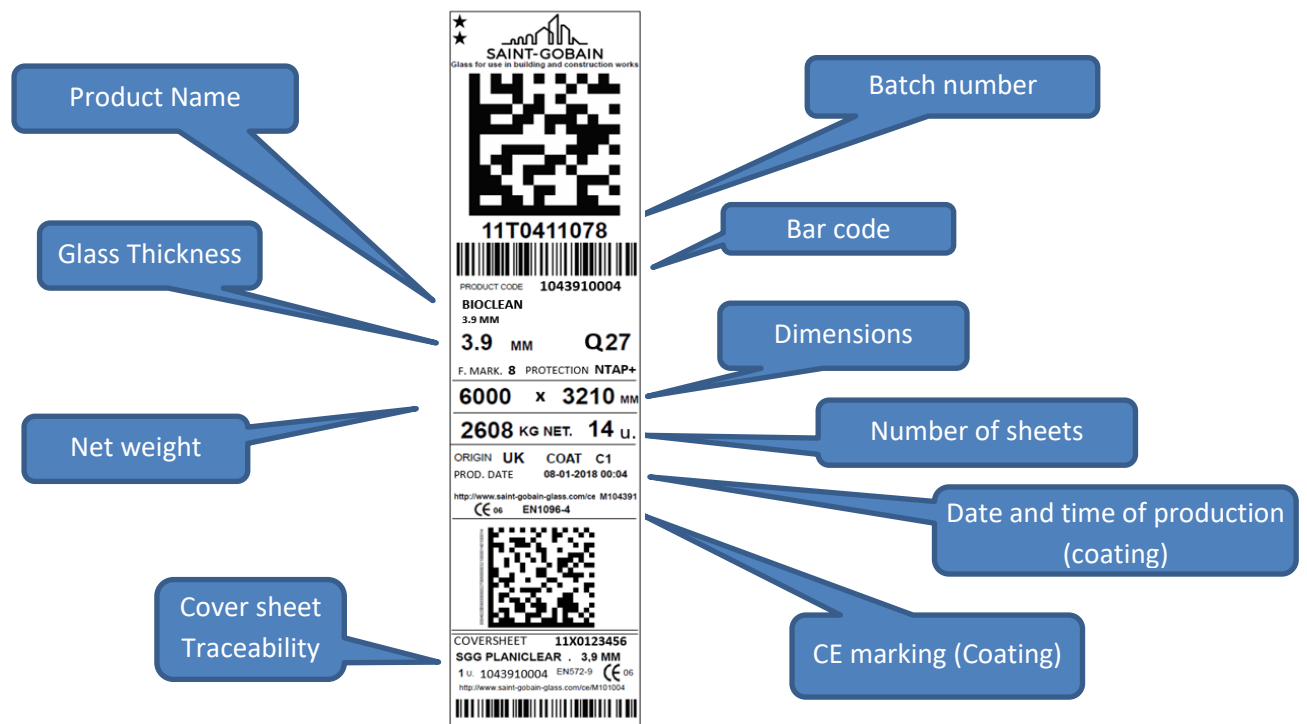 SAINT-GOBAIN
Glass for use in building and construction works
11T0411078
PRODUCT CODE 1043910004
BIOCLEAN
3.9 MM
3.9 MM Q27
F. MARK. 8 PROTECTION NTAP+
6000 x 3210 MM
2608 KG NET. 14 u.
ORIGIN UK COAT C1
PROD. DATE 08-01-2018 00:04
http://www.saint-gobain-glass.com/ce M104391
CE 06 EN1096-4
COVERSHEET 11X0123456
SGG PLANICLEAR . 3,9 MM
1 u. 1043910004 EN572-9 CE 06
http://www.saint-gobain-glass.com/ce/M101004
Product Name
Glass Thickness
Net weight
Cover sheet
Traceability
Batch number
Bar code
Dimensions
Number of sheets
Date and time of production
(coating)
CE marking (Coating)